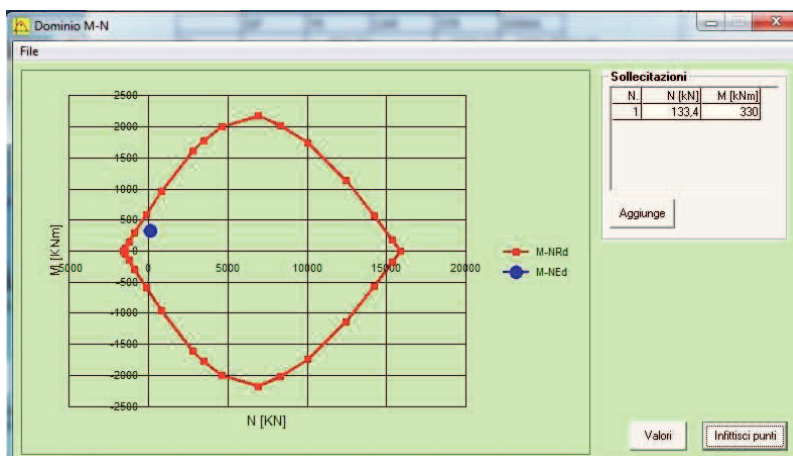 Dominio M-N
File
Sollecitazioni
N. N [kN] M [kNm]
1 133,4 330
Aggiunge
2500
2000
1500
1000
500
0
-500
-1000
-1500
-2000
-2500
M [KNm]
5000 0 5000 10000 15000 20000
N [KN]
M-NRd
M-NEd
Valori
Infittisci punti